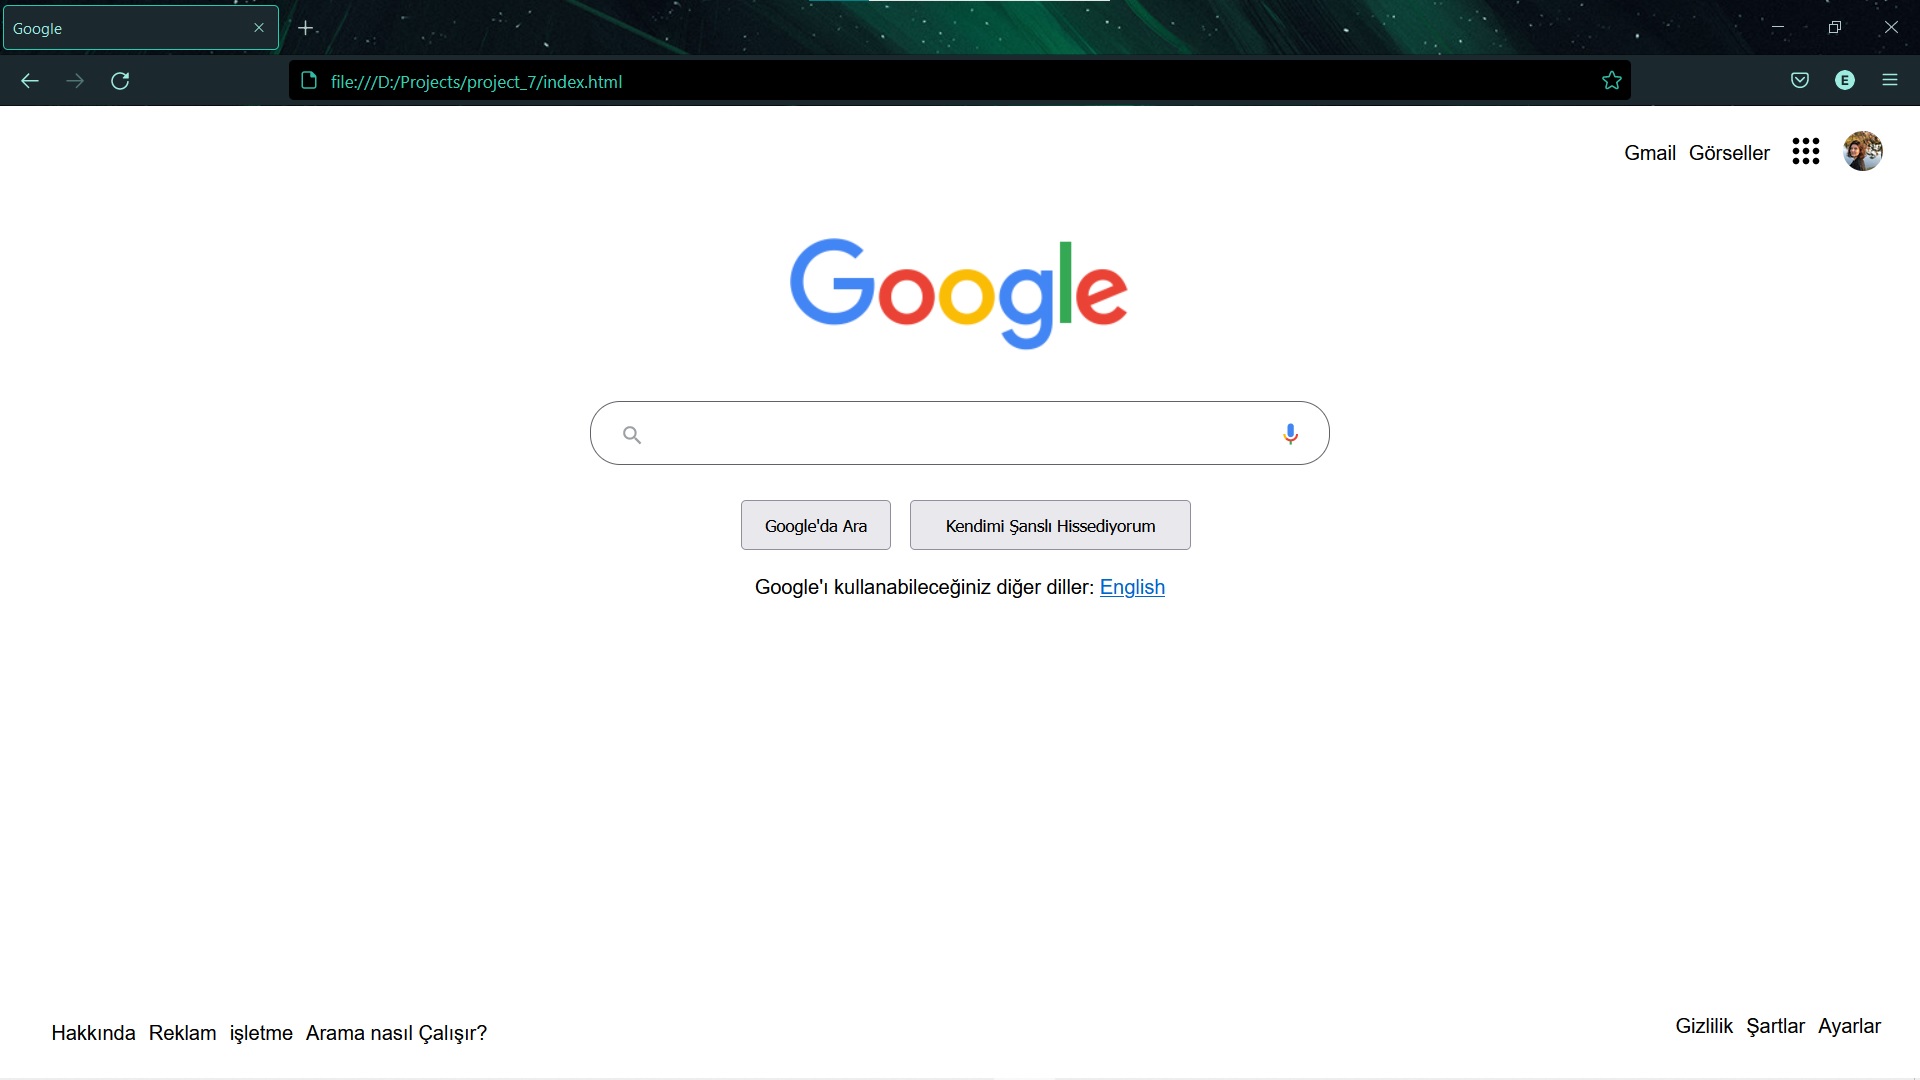 Google
file:///D:/Projects/project_7/index.html
E
Gmail Görseller
Google
Google'da Ara
Kendimi Şanslı Hissediyorum
Google'ı kullanabileceğiniz diğer diller: English
Hakkında Reklam işletme Arama nasıl Çalışır?
Gizlilik Şartlar Ayarlar